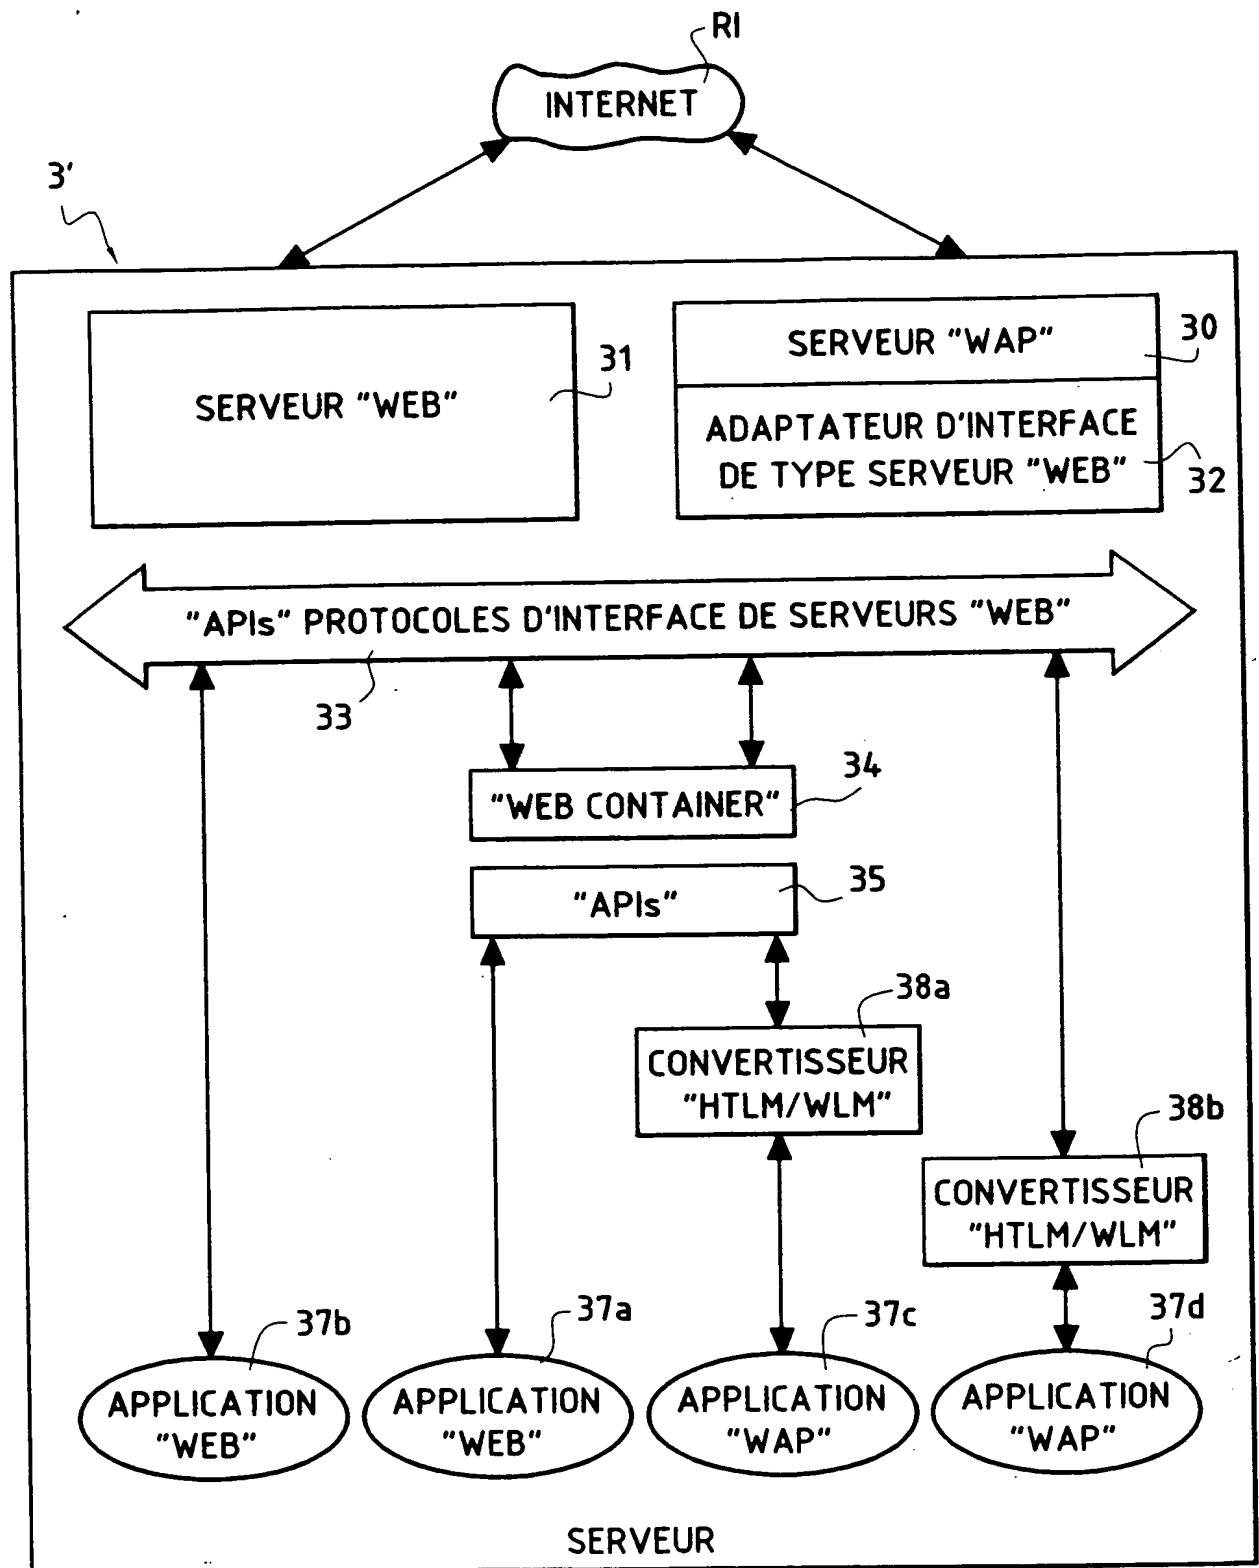 RI
INTERNET
3'
SERVEUR "WEB"
31
SERVEUR "WAP"
30
ADAPTATEUR D'INTERFACE
DE TYPE SERVEUR "WEB"
32
"APIs" PROTOCOLES D'INTERFACE DE SERVEURS "WEB"
33
34
"WEB CONTAINER"
35
"APIs"
38a
CONVERTISSEUR
"HTLM/WLM"
38b
CONVERTISSEUR
"HTLM/WLM"
37b
37a
37c
37d
APPLICATION
"WEB"
APPLICATION
"WEB"
APPLICATION
"WAP"
APPLICATION
"WAP"
SERVEUR